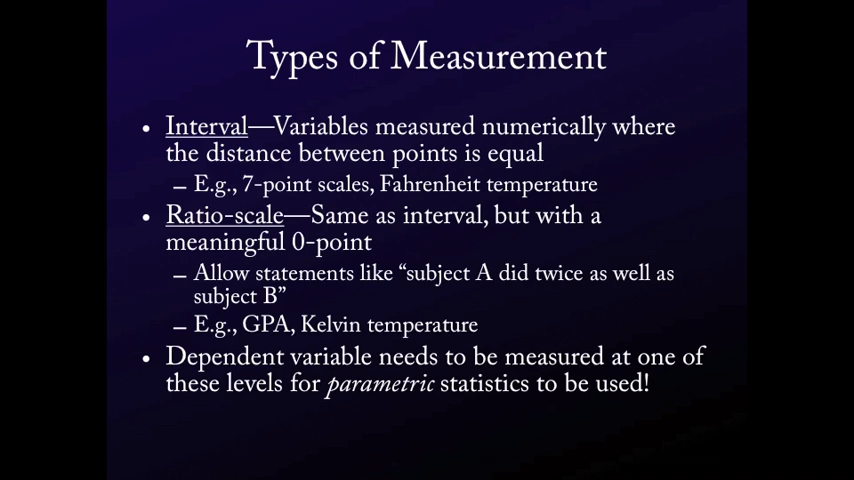 Types of Measurement
• Interval—Variables measured numerically where
the distance between points is equal
– E.g., 7-point scales, Fahrenheit temperature
• Ratio-scale—Same as interval, but with a
meaningful 0-point
– Allow statements like “subject A did twice as well as
subject B”
– E.g., GPA, Kelvin temperature
• Dependent variable needs to be measured at one of
these levels for parametric statistics to be used!